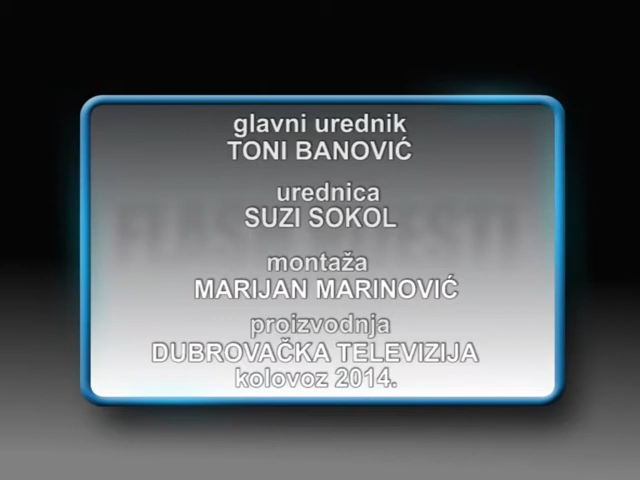 glavni urednik
TONI BANOVIĆ
urednica
SUZI SOKOL
montaža
MARIJAN MARINOVIĆ
proizvodnja
DUBROVAČKA TELEVIZIJA
kolovoz 2014.